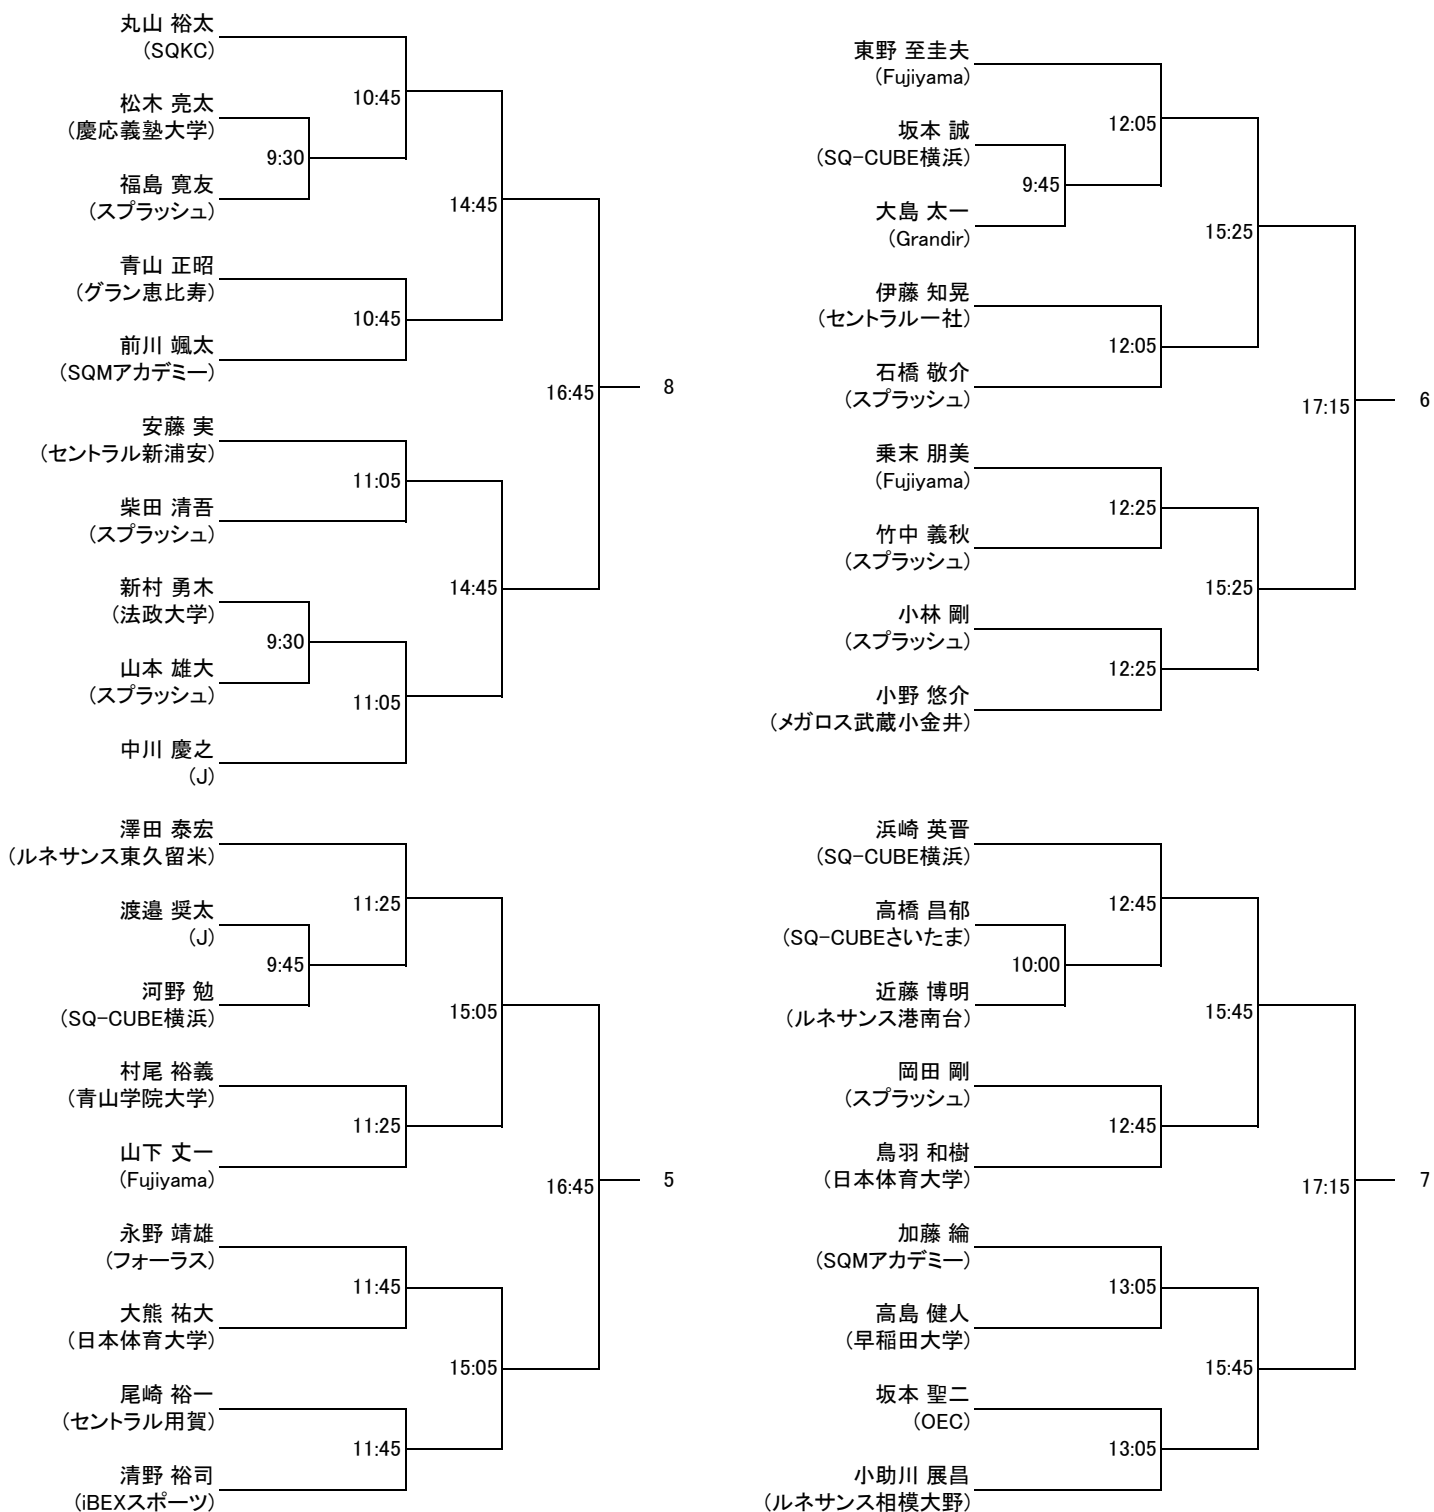 丸山 裕太
(SQKC)
10:45
松木 亮太
(慶応義塾大学)
9:30
福島 寛友
(スプラッシュ)
14:45
青山 正昭
(グラン恵比寿)
10:45
前川 颯太
(SQMアカデミー)
16:45
8
安藤 実
(セントラル新浦安)
11:05
柴田 清吾
(スプラッシュ)
新村 勇木
(法政大学)
14:45
9:30
山本 雄大
(スプラッシュ)
11:05
中川 慶之
(J)
澤田 泰宏
(ルネサンス東久留米)
11:25
渡邉 奨太
(J)
9:45
河野 勉
(SQ-CUBE横浜)
15:05
村尾 裕義
(青山学院大学)
11:25
山下 丈一
(Fujiyama)
16:45
5
永野 靖雄
(フォーラス)
11:45
大熊 祐大
(日本体育大学)
15:05
尾崎 裕一
(セントラル用賀)
11:45
清野 裕司
(iBEXスポーツ)
東野 至圭夫
(Fujiyama)
12:05
坂本 誠
(SQ-CUBE横浜)
9:45
大島 太一
(Grandir)
15:25
伊藤 知晃
(セントラル一社)
12:05
石橋 敬介
(スプラッシュ)
17:15
6
乗末 朋美
(Fujiyama)
12:25
竹中 義秋
(スプラッシュ)
15:25
小林 剛
(スプラッシュ)
12:25
小野 悠介
(メガロス武蔵小金井)
浜崎 英晋
(SQ-CUBE横浜)
12:45
高橋 昌郁
(SQ-CUBEさいたま)
10:00
近藤 博明
(ルネサンス港南台)
15:45
岡田 剛
(スプラッシュ)
12:45
鳥羽 和樹
(日本体育大学)
17:15
7
加藤 綸
(SQMアカデミー)
13:05
高島 健人
(早稲田大学)
15:45
坂本 聖二
(OEC)
13:05
小助川 展昌
(ルネサンス相模大野)